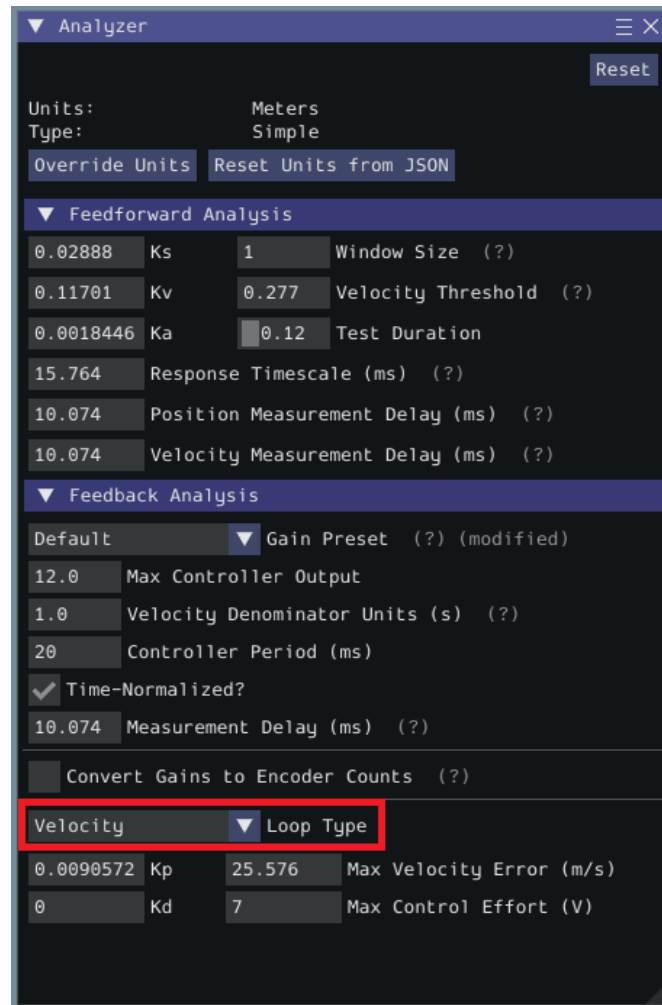 Analyzer
Reset
Units: Meters
Type: Simple
Override Units Reset Units from JSON
Feedforward Analysis
0.02888 Ks 1 Window Size (?)
0.11701 Kv 0.277 Velocity Threshold (?)
0.0018446 Ka 0.12 Test Duration
15.764 Response Timescale (ms) (?)
10.074 Position Measurement Delay (ms) (?)
10.074 Velocity Measurement Delay (ms) (?)
Feedback Analysis
Default Gain Preset (?) (modified)
12.0 Max Controller Output
1.0 Velocity Denominator Units (s) (?)
20 Controller Period (ms)
Time-Normalized?
10.074 Measurement Delay (ms) (?)
Convert Gains to Encoder Counts (?)
Velocity Loop Type
0.0090572 Kp 25.576 Max Velocity Error (m/s)
0 Kd 7 Max Control Effort (V)